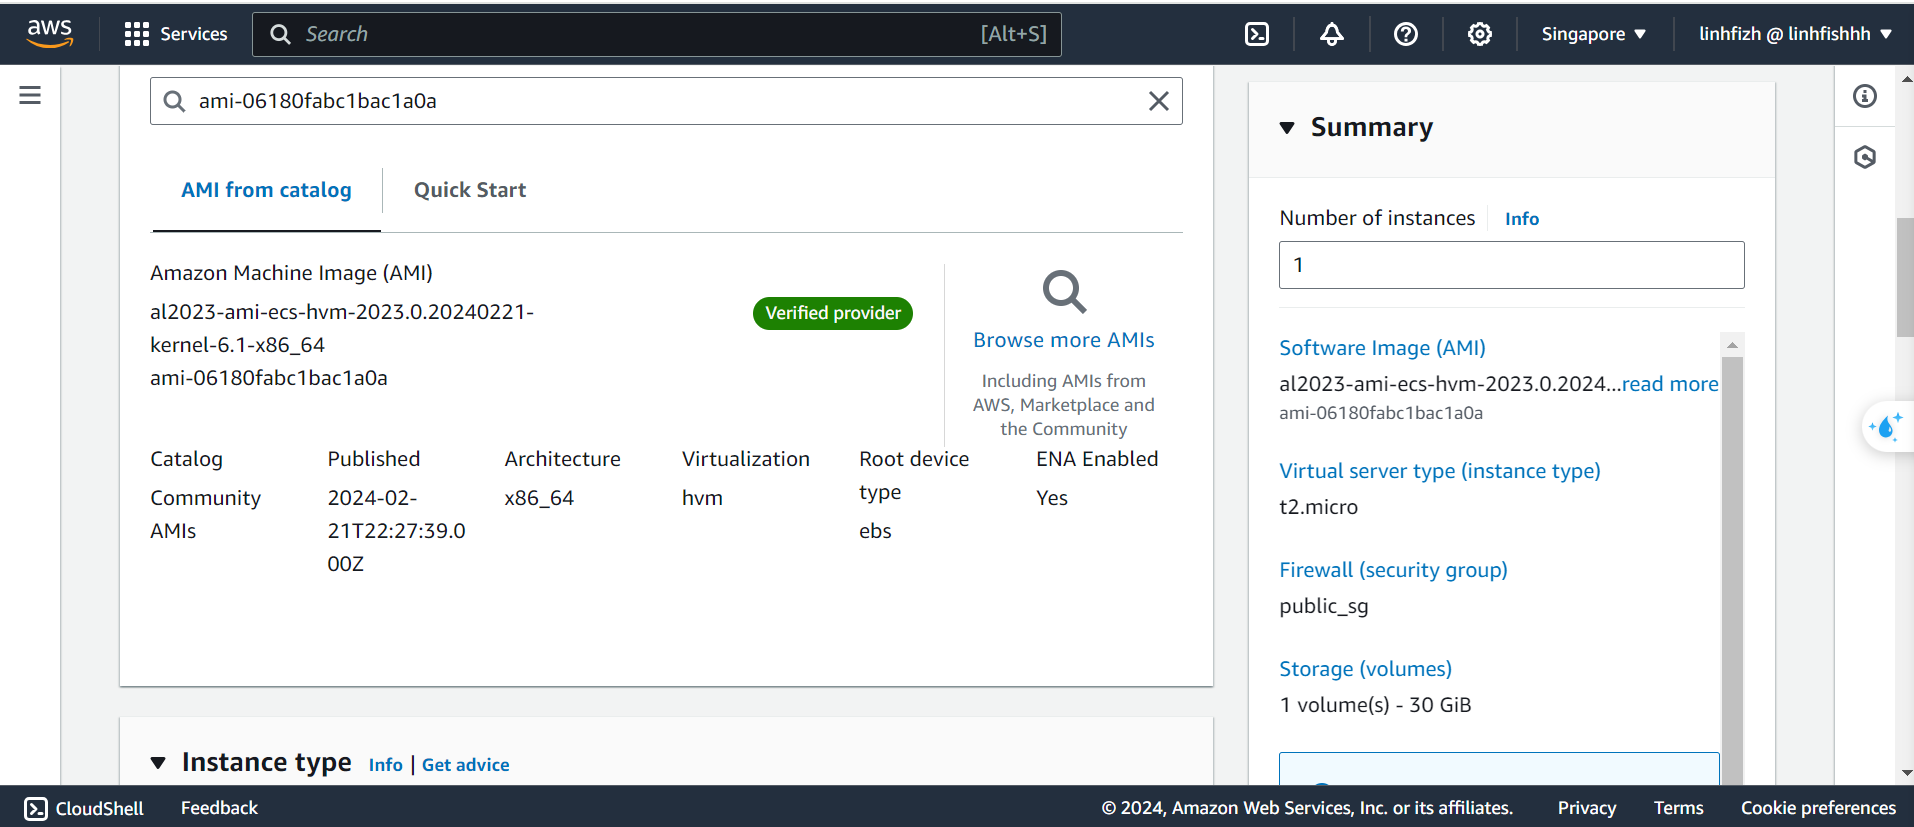 aws
Services
Search
[Alt+S]
Singapore
linhfizh @ linhfishhh
ami-06180fabc1bac1a0a
AMI from catalog
Quick Start
Amazon Machine Image (AMI)
al2023-ami-ecs-hvm-2023.0.20240221-
kernel-6.1-x86_64
ami-06180fabc1bac1a0a
Verified provider
Browse more AMIs
Including AMIs from
AWS, Marketplace and
the Community
Catalog
Community
AMIs
Published
2024-02-
21T22:27:39.0
00Z
Architecture
x86_64
Virtualization
hvm
Root device
type
ebs
ENA Enabled
Yes
Instance type
Info | Get advice
Summary
Number of instances
Info
1
Software Image (AMI)
al2023-ami-ecs-hvm-2023.0.2024...read more
ami-06180fabc1bac1a0a
Virtual server type (instance type)
t2.micro
Firewall (security group)
public_sg
Storage (volumes)
1 volume(s) - 30 GiB
CloudShell
Feedback
© 2024, Amazon Web Services, Inc. or its affiliates.
Privacy
Terms
Cookie preferences